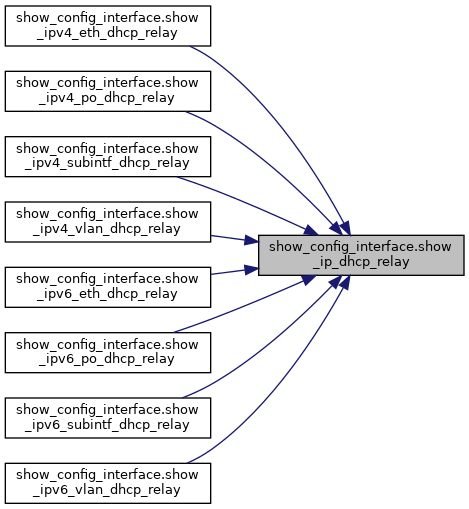 show_config_interface.show
_ipv4_eth_dhcp_relay
show_config_interface.show
_ipv4_po_dhcp_relay
show_config_interface.show
_ipv4_subintf_dhcp_relay
show_config_interface.show
_ipv4_vlan_dhcp_relay
show_config_interface.show
_ip_dhcp_relay
show_config_interface.show
_ipv6_eth_dhcp_relay
show_config_interface.show
_ipv6_po_dhcp_relay
show_config_interface.show
_ipv6_subintf_dhcp_relay
show_config_interface.show
_ipv6_vlan_dhcp_relay